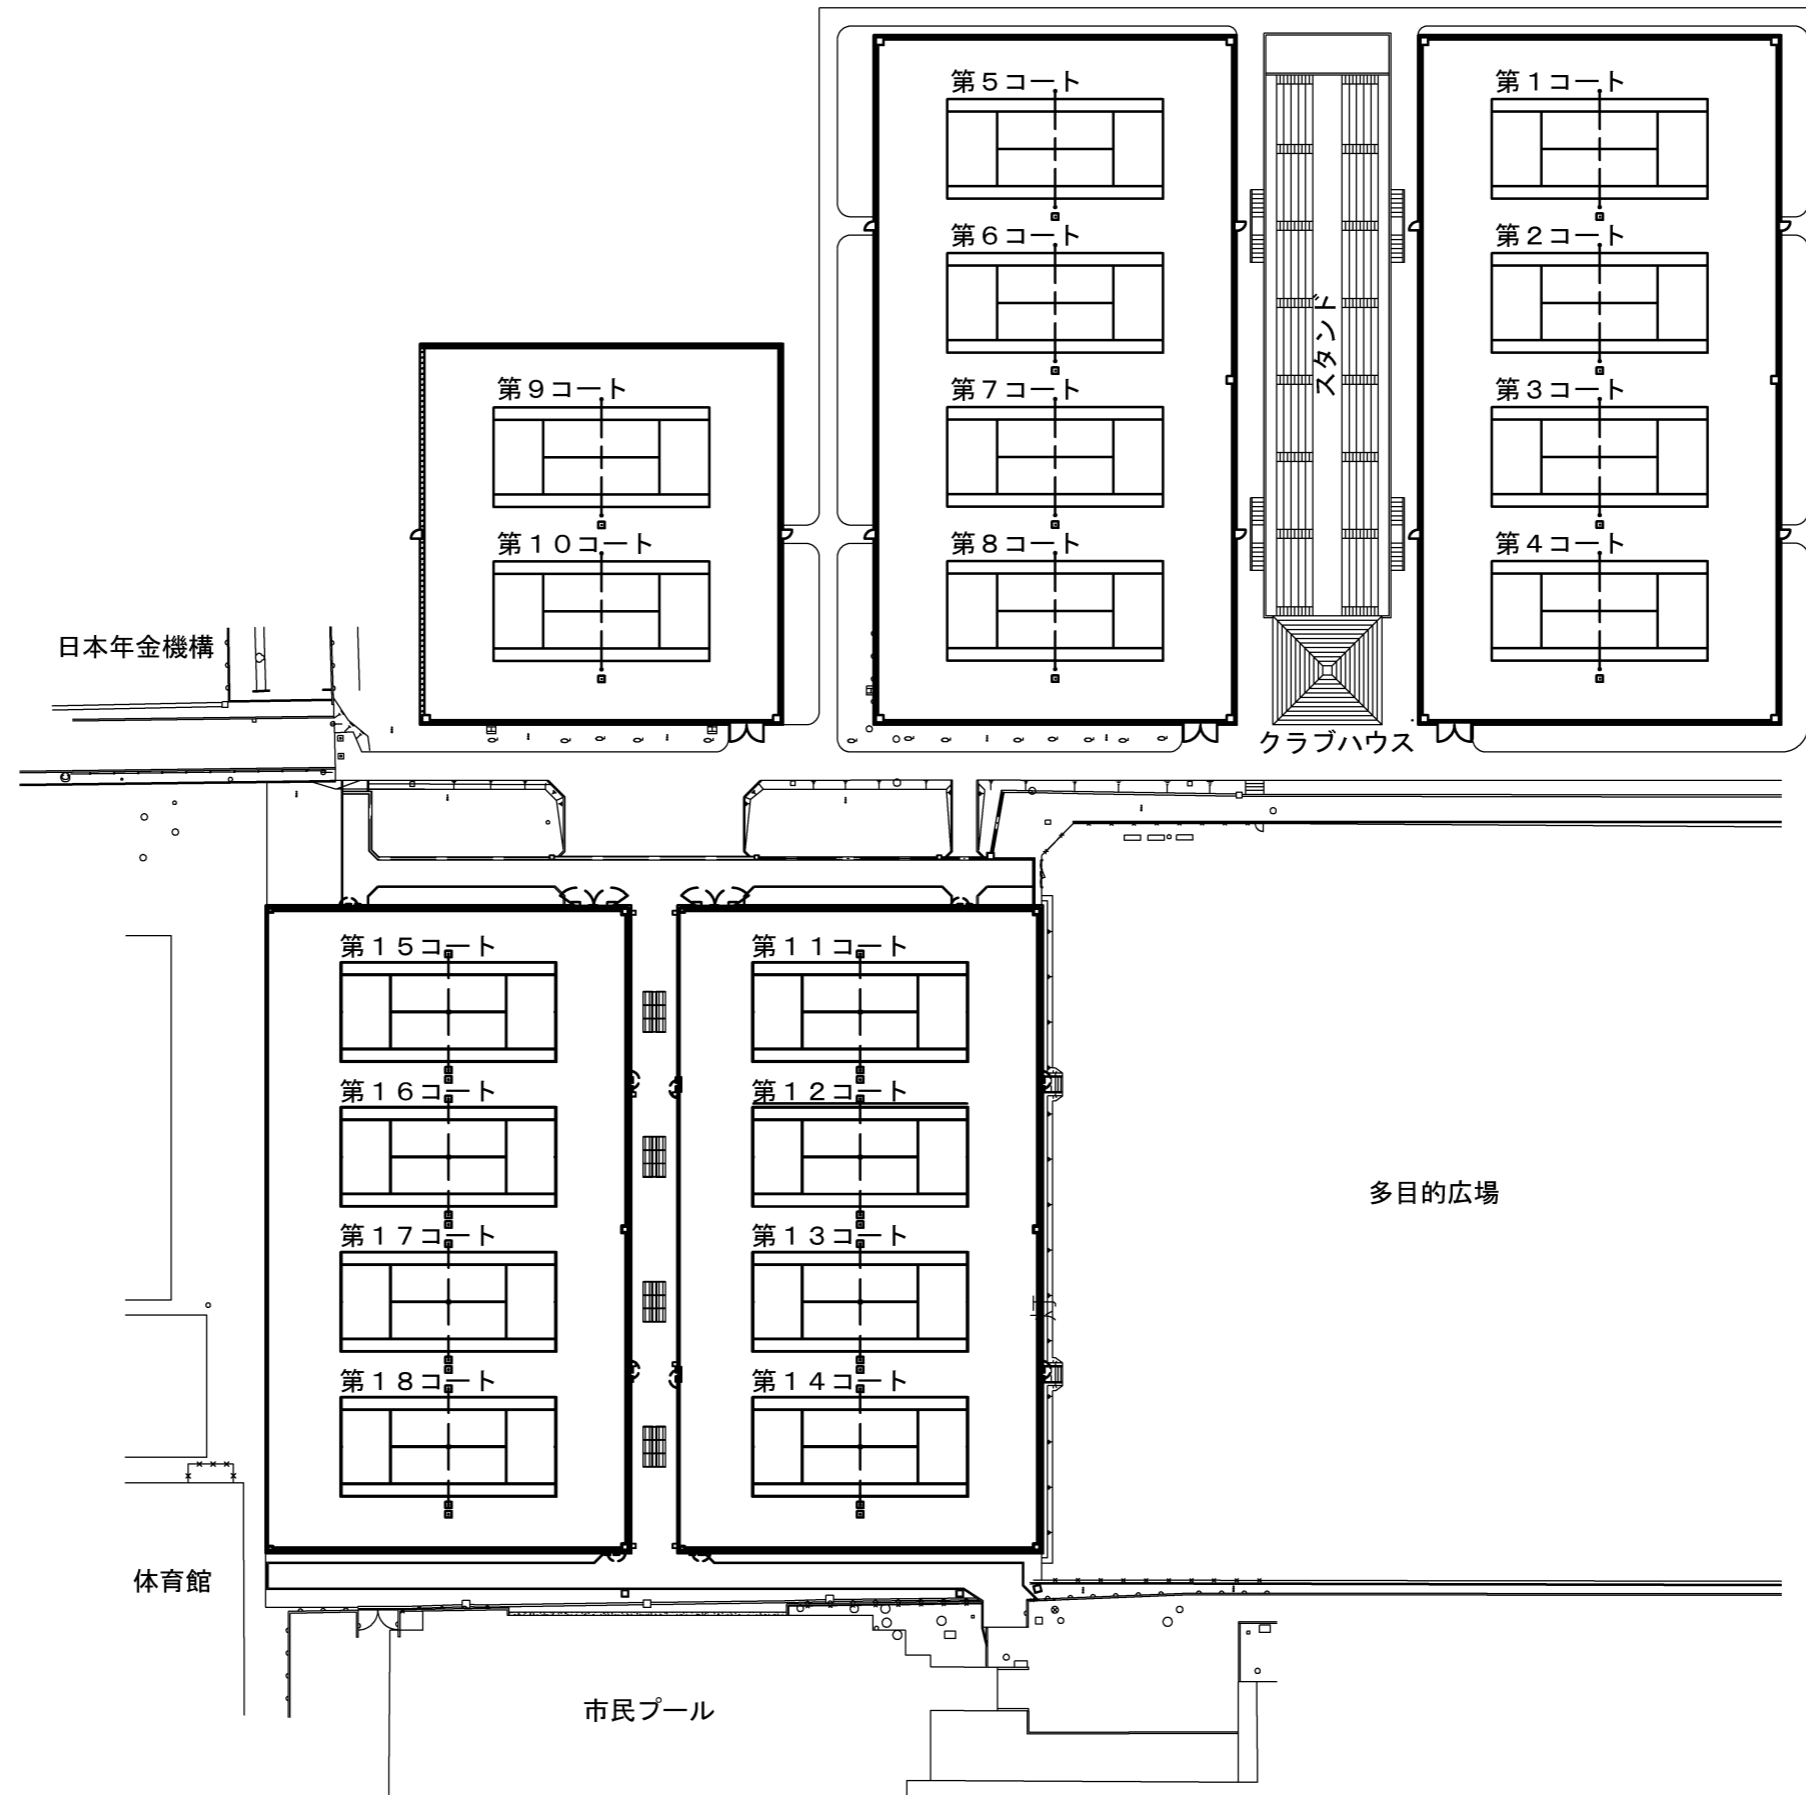 第５コート
第１コート
第６コート
第２コート
スタンド
第９コート
第７コート
第３コート
第１０コート
第８コート
第４コート
日本年金機構
クラブハウス
第１５コート
第１１コート
第１６コート
第１２コート
多目的広場
第１７コート
第１３コート
第１８コート
第１４コート
体育館
市民プール